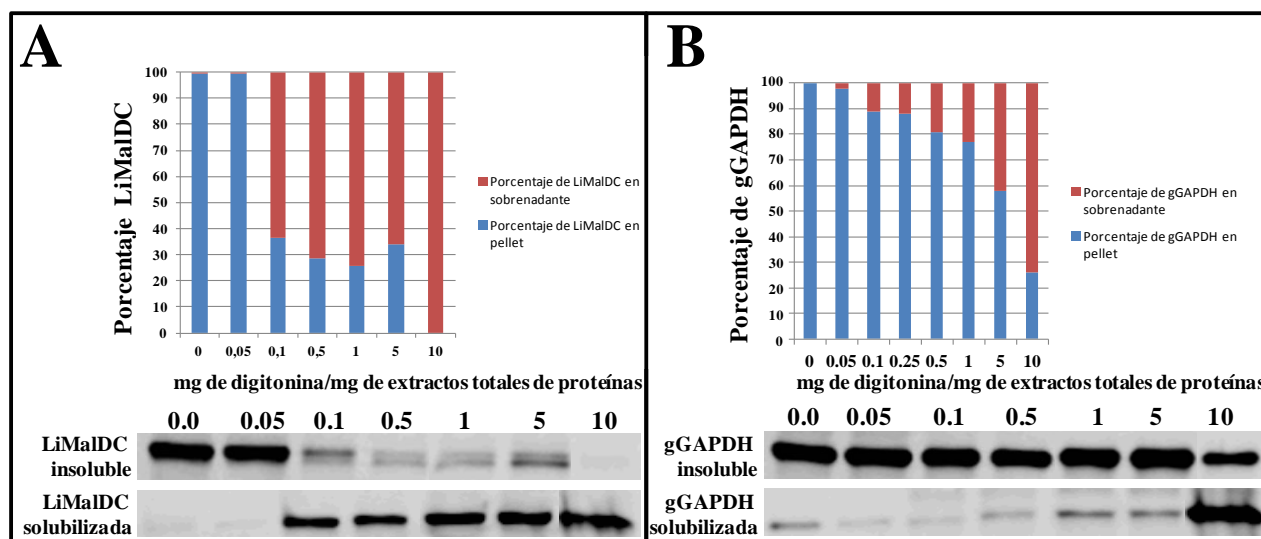 A
Porcentaje LiMalDC
100
90
80
70
60
50
40
30
20
10
0
0 0,05 0,1 0,5 1 5 10
Porcentaje de LiMalDC en
sobrenadante
Porcentaje de LiMalDC en
pellet
mg de digitonina/mg de extractos totales de proteínas
0.0 0.05 0.1 0.5 1 5 10
LiMalDC
insoluble
LiMalDC
solubilizada
B
Porcentaje de gGAPDH
100
90
80
70
60
50
40
30
20
10
0
0 0.05 0.1 0.25 0.5 1 5 10
Porcentaje de gGAPDH en
sobrenadante
Porcentaje de gGAPDH en
pellet
mg de digitonina/mg de extractos totales de proteínas
0.0 0.05 0.1 0.5 1 5 10
gGAPDH
insoluble
gGAPDH
solubilizada